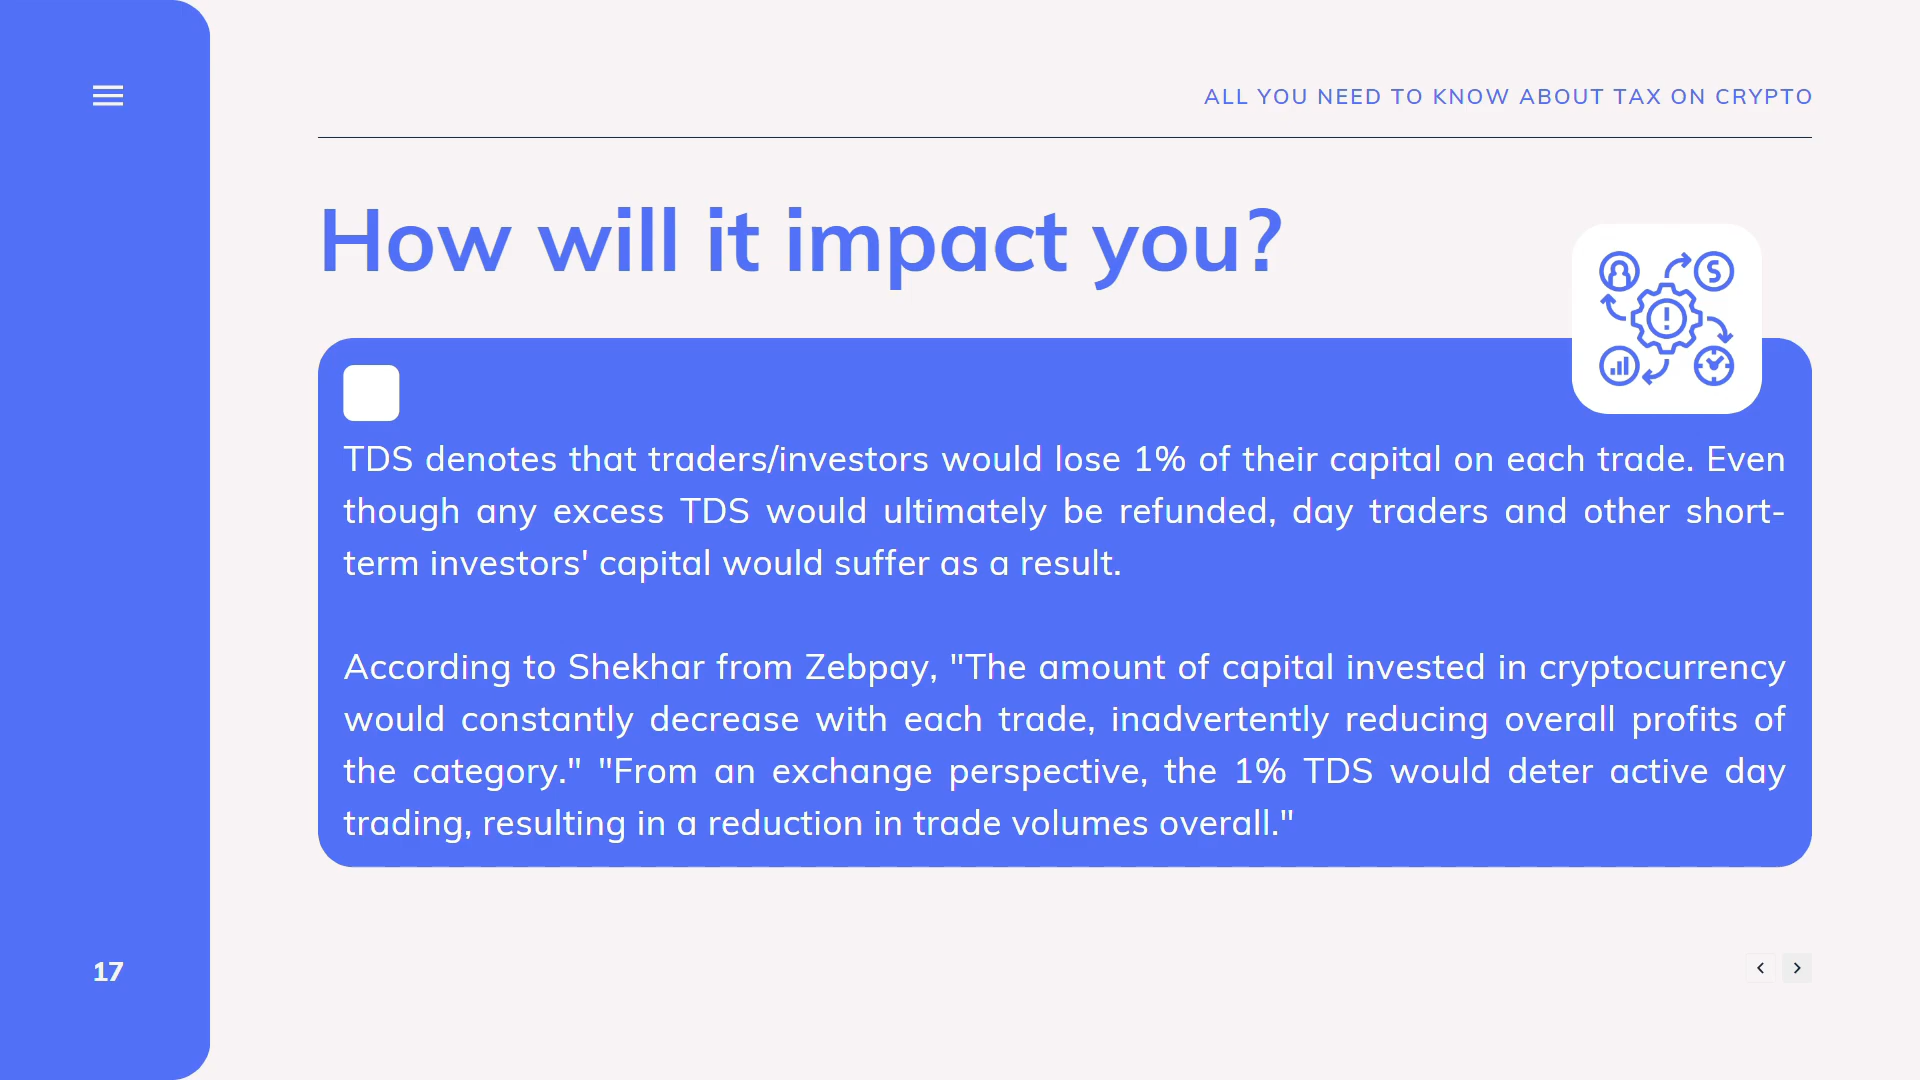 ALL YOU NEED TO KNOW ABOUT TAX ON CRYPTO
How will it impact you?
TDS denotes that traders/investors would lose 1% of their capital on each trade. Even
though any excess TDS would ultimately be refunded, day traders and other short-
term investors' capital would suffer as a result.
According to Shekhar from Zebpay, "The amount of capital invested in cryptocurrency
would constantly decrease with each trade, inadvertently reducing overall profits of
the category." "From an exchange perspective, the 1% TDS would deter active day
trading, resulting in a reduction in trade volumes overall."
17